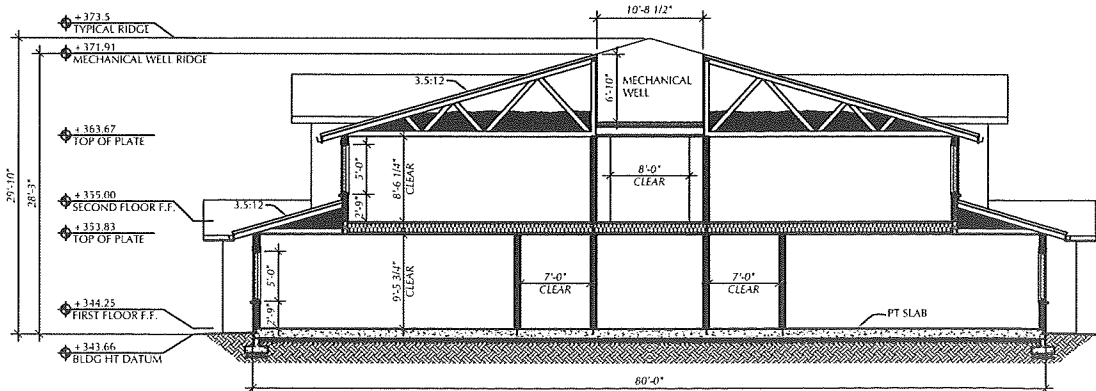 +373.5
TYPICAL RIDGE
+371.91
MECHANICAL WELL RIDGE
+363.67
TOP OF PLATE
+355.00
SECOND FLOOR F.F.
+353.83
TOP OF PLATE
+344.25
FIRST FLOOR F.F.
+343.66
BLDG HT DATUM
29'-10"
28'-3"
10'-8 1/2"
3.5:12
6'-10"
MECHANICAL
WELL
5'-0"
2'-9"
8'-6 1/4"
CLEAR
8'-0"
CLEAR
3.5:12
5'-0"
2'-9"
9'-5 3/4"
CLEAR
7'-0"
CLEAR
7'-0"
CLEAR
PT SLAB
80'-0"